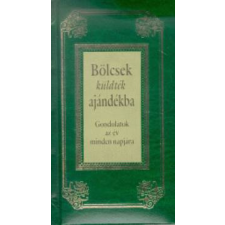 Bölcsek
küldték
ajándékba
Gondolatok
az év
minden napjára